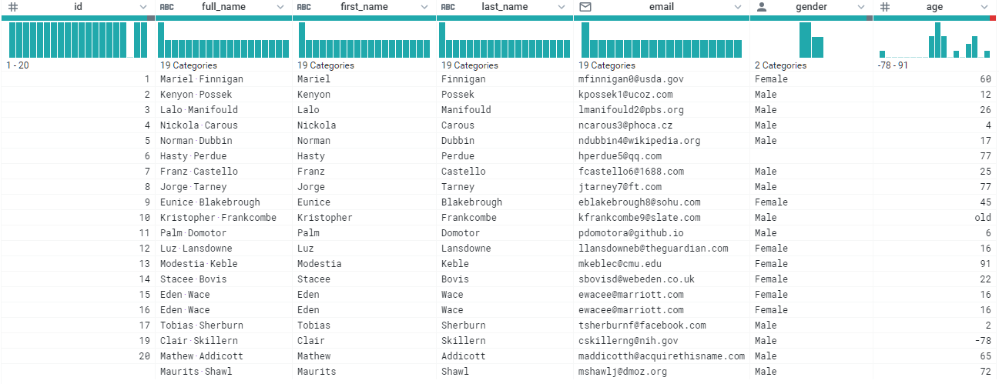 # id ABC full_name ABC first_name ABC last_name email gender # age
1 - 20 19 Categories 19 Categories 19 Categories 19 Categories 2 Categories -78 - 91
1 Mariel·Finnigan Mariel Finnigan mfinnigan0@usda.gov Female 60
2 Kenyon·Possek Kenyon Possek kpossek1@ucoz.com Male 12
3 Lalo·Manifould Lalo Manifould lmanifould2@pbs.org Male 26
4 Nickola·Carous Nickola Carous ncarous3@phoca.cz Male 4
5 Norman·Dubbin Norman Dubbin ndubbin4@wikipedia.org Male 17
6 Hasty·Perdue Hasty Perdue hperdue5@qq.com 77
7 Franz·Castello Franz Castello fcastello6@1688.com Male 25
8 Jorge·Tarney Jorge Tarney jtarney7@ft.com Male 77
9 Eunice·Blakebrough Eunice Blakebrough eblakebrough8@sohu.com Female 45
10 Kristopher·Frankcombe Kristopher Frankcombe kfrankcombe9@slate.com Male old
11 Palm·Domotor Palm Domotor pdomotora@github.io Male 6
12 Luz·Lansdowne Luz Lansdowne llansdowneb@theguardian.com Female 16
13 Modestia·Keble Modestia Keble mkeblec@cmu.edu Female 91
14 Stacee·Bovis Stacee Bovis sbovisd@webeden.co.uk Female 22
15 Eden·Wace Eden Wace ewacee@marriott.com Female 16
16 Eden·Wace Eden Wace ewacee@marriott.com Female 16
17 Tobias·Sherburn Tobias Sherburn tsherburnf@facebook.com Male 2
19 Clair·Skillern Clair Skillern cskillerng@nih.gov Male -78
20 Mathew·Addicott Mathew Addicott maddicotth@acquirethisname.com Male 65
Maurits·Shawl Maurits Shawl mshawlj@dmoz.org Male 72